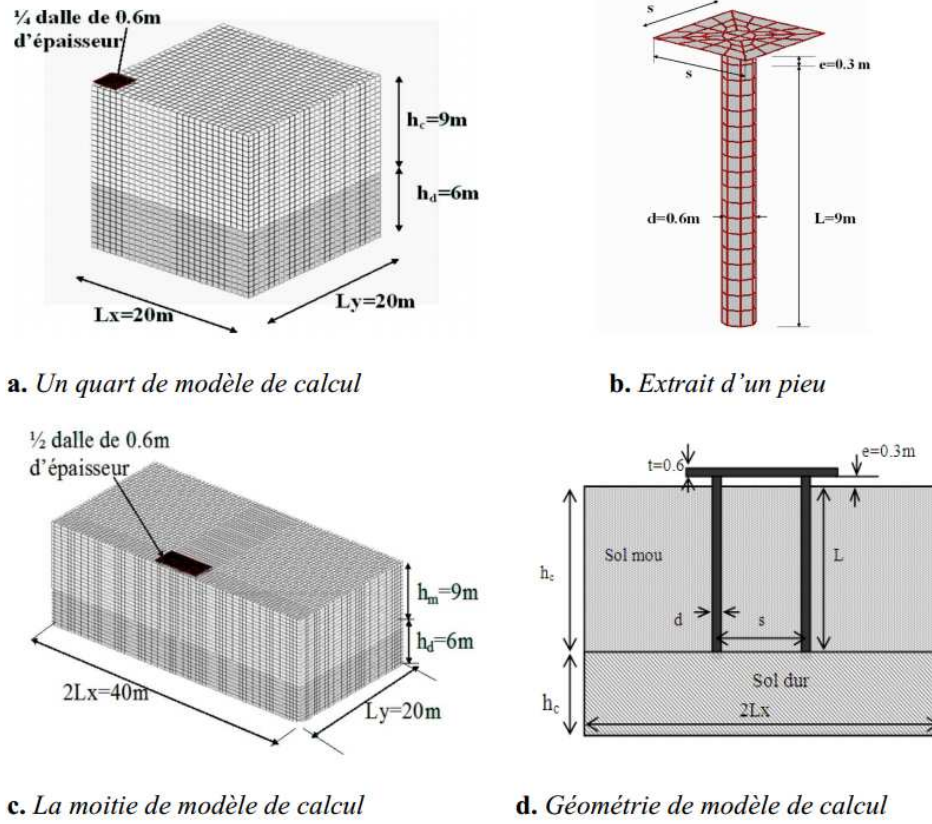 ¼ dalle de 0.6m
d'épaisseur
h_c=9m
h_d=6m
Lx=20m
Ly=20m
a. Un quart de modèle de calcul
s
s
e=0.3 m
d=0.6m
L=9m
b. Extrait d'un pieu
½ dalle de 0.6m
d'épaisseur
h_m=9m
h_d=6m
2Lx=40m
Ly=20m
c. La moitie de modèle de calcul
t=0.6
e=0.3m
Sol mou
L
h_c
d
s
Sol dur
h_c
2Lx
d. Géométrie de modèle de calcul